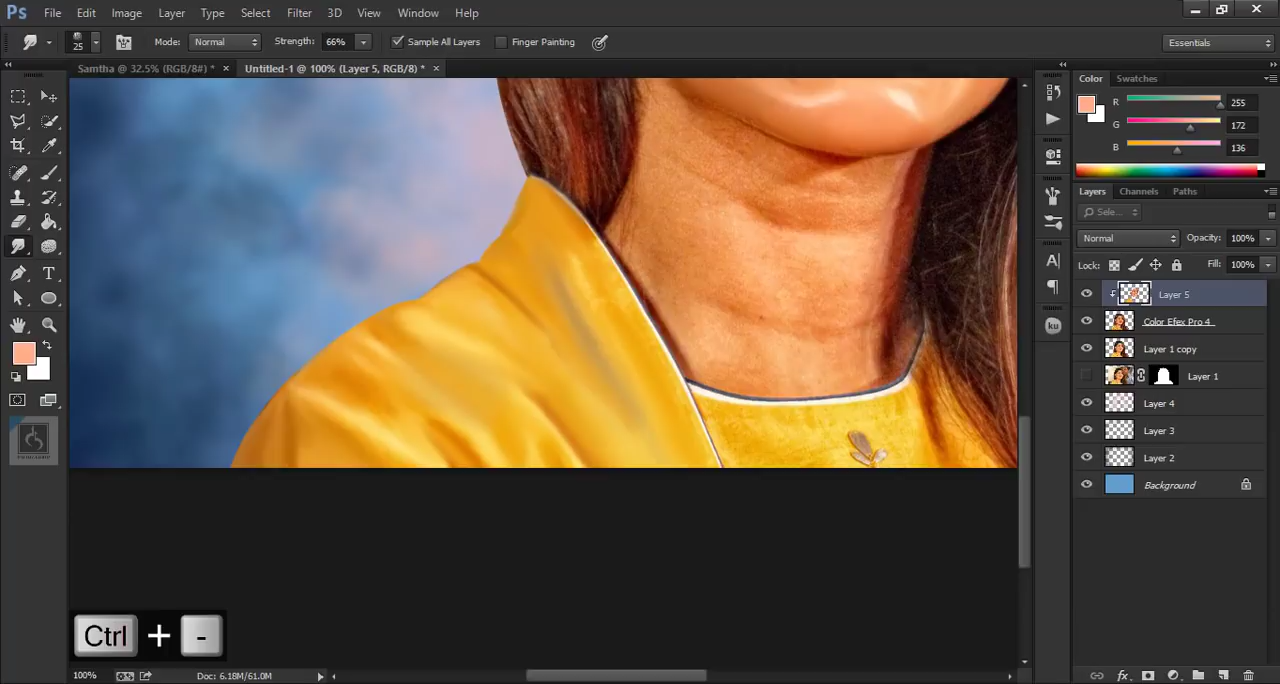 Ps File Edit Image Layer Type Select Filter 3D View Window Help
25 Mode: Normal Strength: 66% Sample All Layers Finger Painting Essentials
Samtha @ 32.5% (RGB/8#) * × Untitled-1 @ 100% (Layer 5, RGB/8) * ×
Color Swatches
R 255
G 172
B 136
Layers Channels Paths
Sele...
Normal Opacity: 100%
Lock: Fill: 100%
Layer 5
Color Efex Pro 4
Layer 1 copy
Layer 1
Layer 4
Layer 3
Layer 2
Background
A
T
ku
fx
Ctrl + -
100% Doc: 6.18M/61.0M